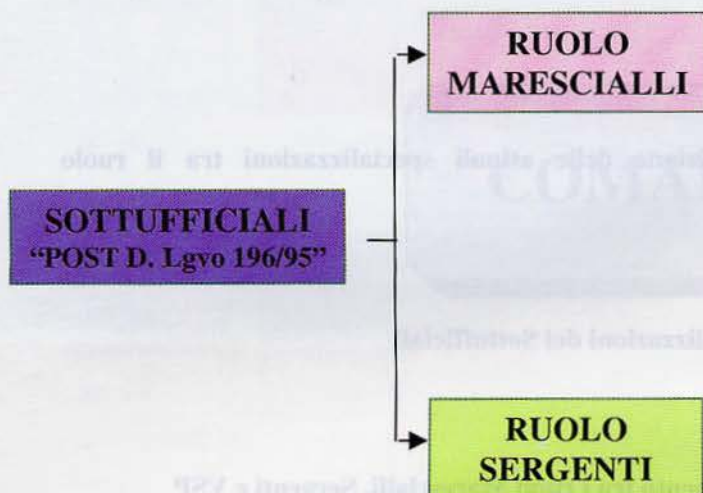 RUOLO
MARESCIALLI
SOTTUFFICIALI
“POST D. Lgvo 196/95”
RUOLO
SERGENTI